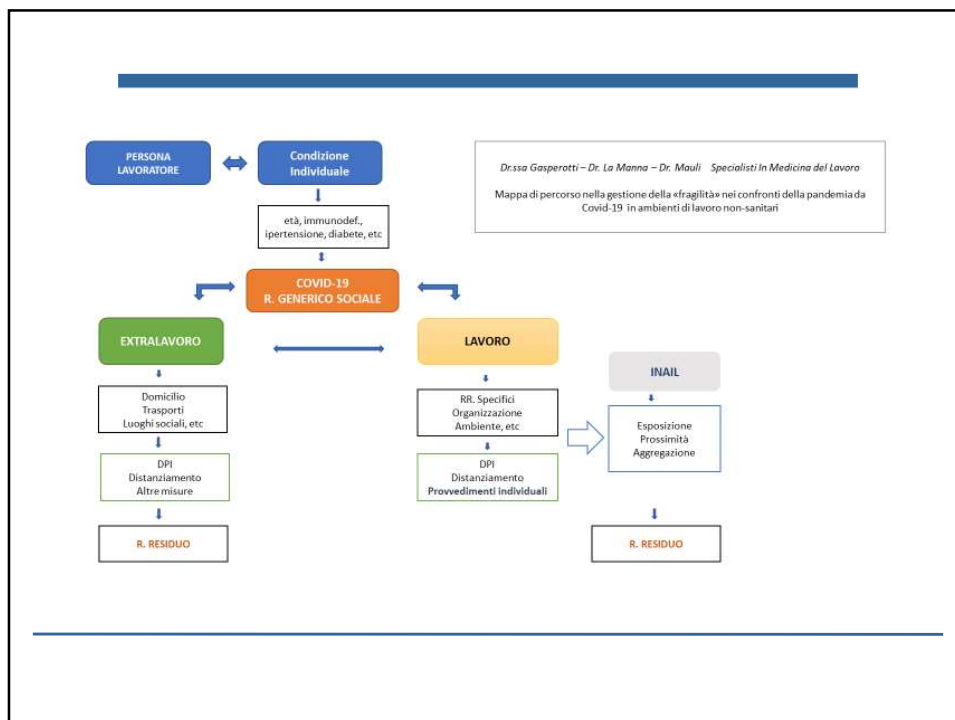 PERSONA
LAVORATORE
Condizione
Individuale
Dr.ssa Gasperotti – Dr. La Manna – Dr. Mauli Specialisti In Medicina del Lavoro
Mappa di percorso nella gestione della «fragilità» nei confronti della pandemia da
Covid-19 in ambienti di lavoro non-sanitari
età, immunodef.,
ipertensione, diabete, etc
COVID-19
R. GENERICO SOCIALE
EXTRALAVORO
LAVORO
INAIL
Domicilio
Trasporti
Luoghi sociali, etc
RR. Specifici
Organizzazione
Ambiente, etc
Esposizione
Prossimità
Aggregazione
DPI
Distanziamento
Altre misure
DPI
Distanziamento
Provvedimenti individuali
R. RESIDUO
R. RESIDUO